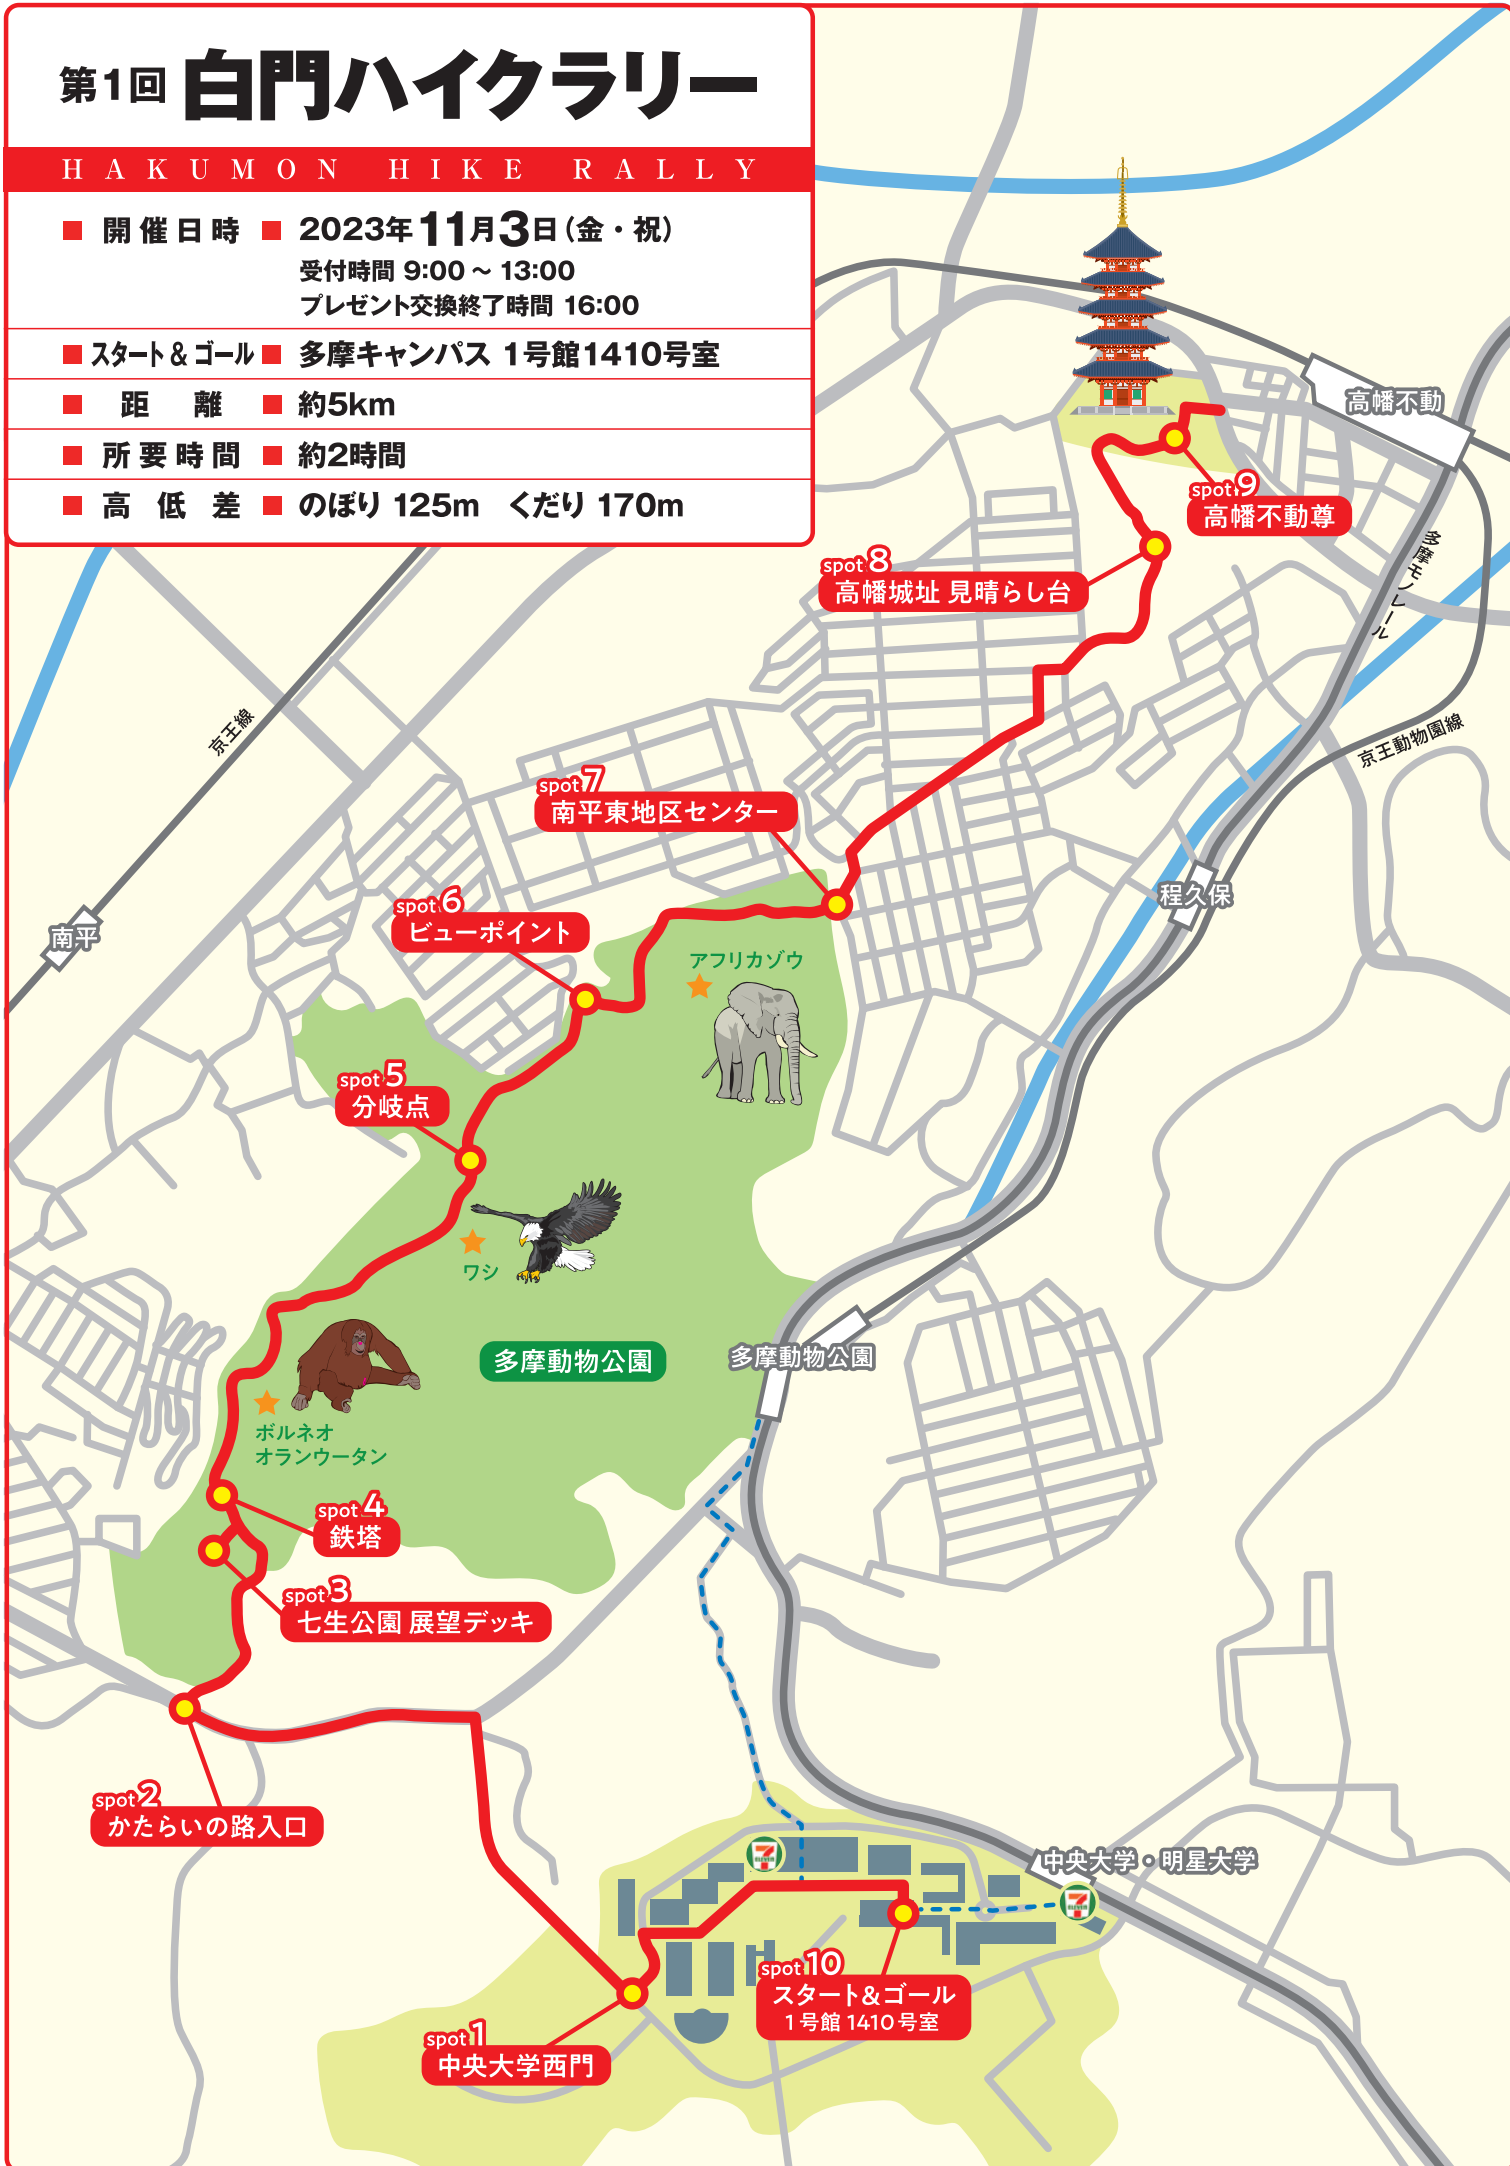 第1回 白門ハイクラリー
HAKUMON HIKE RALLY
■ 開催日時 ■ 2023年11月3日（金・祝）
受付時間 9:00 ～ 13:00
プレゼント交換終了時間 16:00
■ スタート＆ゴール ■ 多摩キャンパス 1号館1410号室
■ 距離 ■ 約5km
■ 所要時間 ■ 約2時間
■ 高低差 ■ のぼり 125m くだり 170m
高幡不動
spot 9
高幡不動尊
多摩モノレール
spot 8
高幡城址 見晴らし台
京王線
京王動物園線
spot 7
南平東地区センター
程久保
南平
spot 6
ビューポイント
アフリカゾウ
spot 5
分岐点
ワシ
多摩動物公園
多摩動物公園
ボルネオ
オランウータン
spot 4
鉄塔
spot 3
七生公園 展望デッキ
spot 2
かたらいの路入口
7
ELEVEN
中央大学・明星大学
7
ELEVEN
spot 10
スタート&ゴール
1号館 1410号室
spot 1
中央大学西門